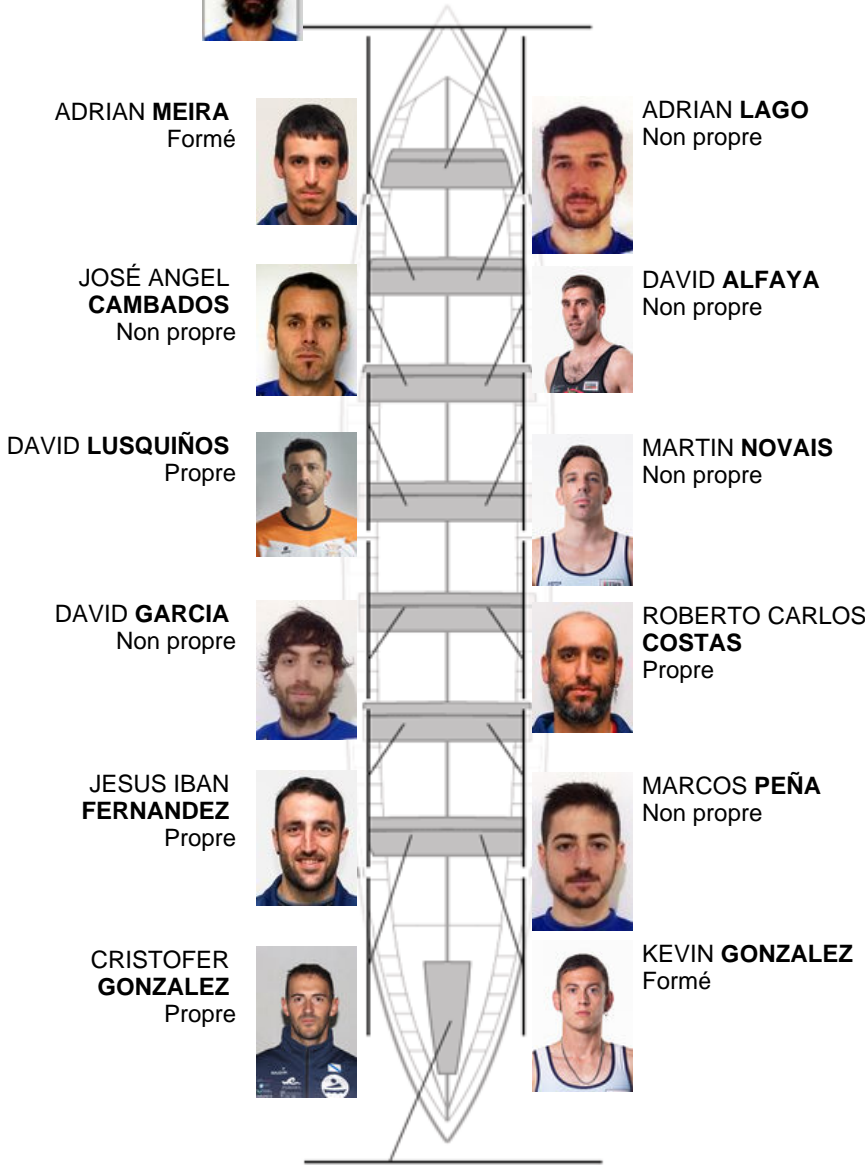 ADRIAN MEIRA
Formé
ADRIAN LAGO
Non propre
JOSÉ ANGEL
CAMBADOS
Non propre
DAVID ALFAYA
Non propre
DAVID LUSQUIÑOS
Propre
MARTIN NOVAIS
Non propre
DAVID GARCIA
Non propre
ROBERTO CARLOS
COSTAS
Propre
JESUS IBAN
FERNANDEZ
Propre
MARCOS PEÑA
Non propre
CRISTOFER
GONZALEZ
Propre
KEVIN GONZALEZ
Formé